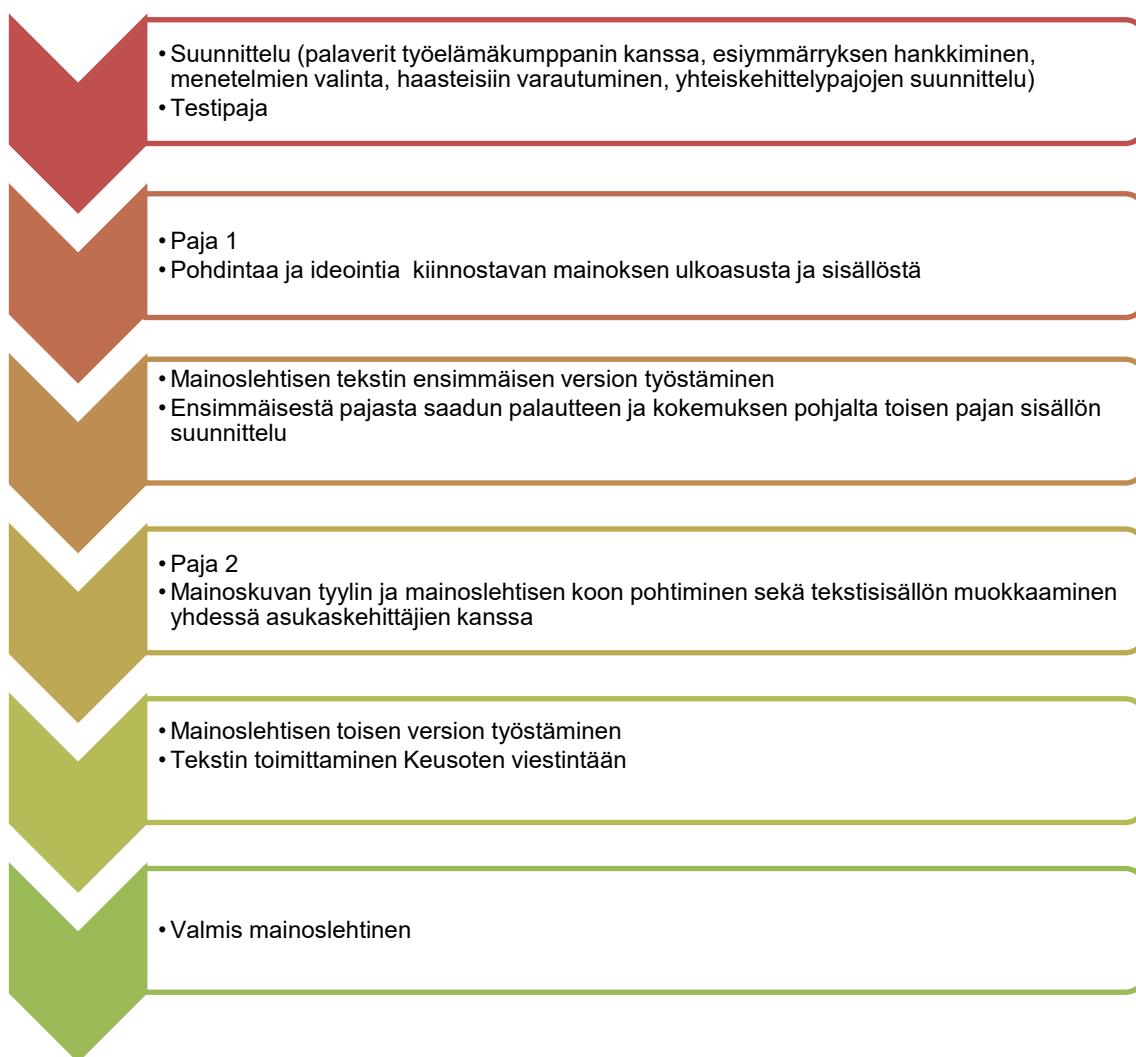 • Suunnittelu (palaverit työelämäkumppanin kanssa, esiymmärryksen hankkiminen,
menetelmien valinta, haasteisiin varautuminen, yhteiskehittelypajojen suunnittelu)
• Testipaja
• Paja 1
• Pohdintaa ja ideointia  kiinnostavan mainoksen ulkoasusta ja sisällöstä
• Mainoslehtisen tekstin ensimmäisen version työstäminen
• Ensimmäisestä pajasta saadun palautteen ja kokemuksen pohjalta toisen pajan sisällön
suunnittelu
• Paja 2
• Mainoskuvan tyylin ja mainoslehtisen koon pohtiminen sekä tekstisisällön muokkaaminen
yhdessä asukaskehittäjien kanssa
• Mainoslehtisen toisen version työstäminen
• Tekstin toimittaminen Keusoten viestintään
• Valmis mainoslehtinen